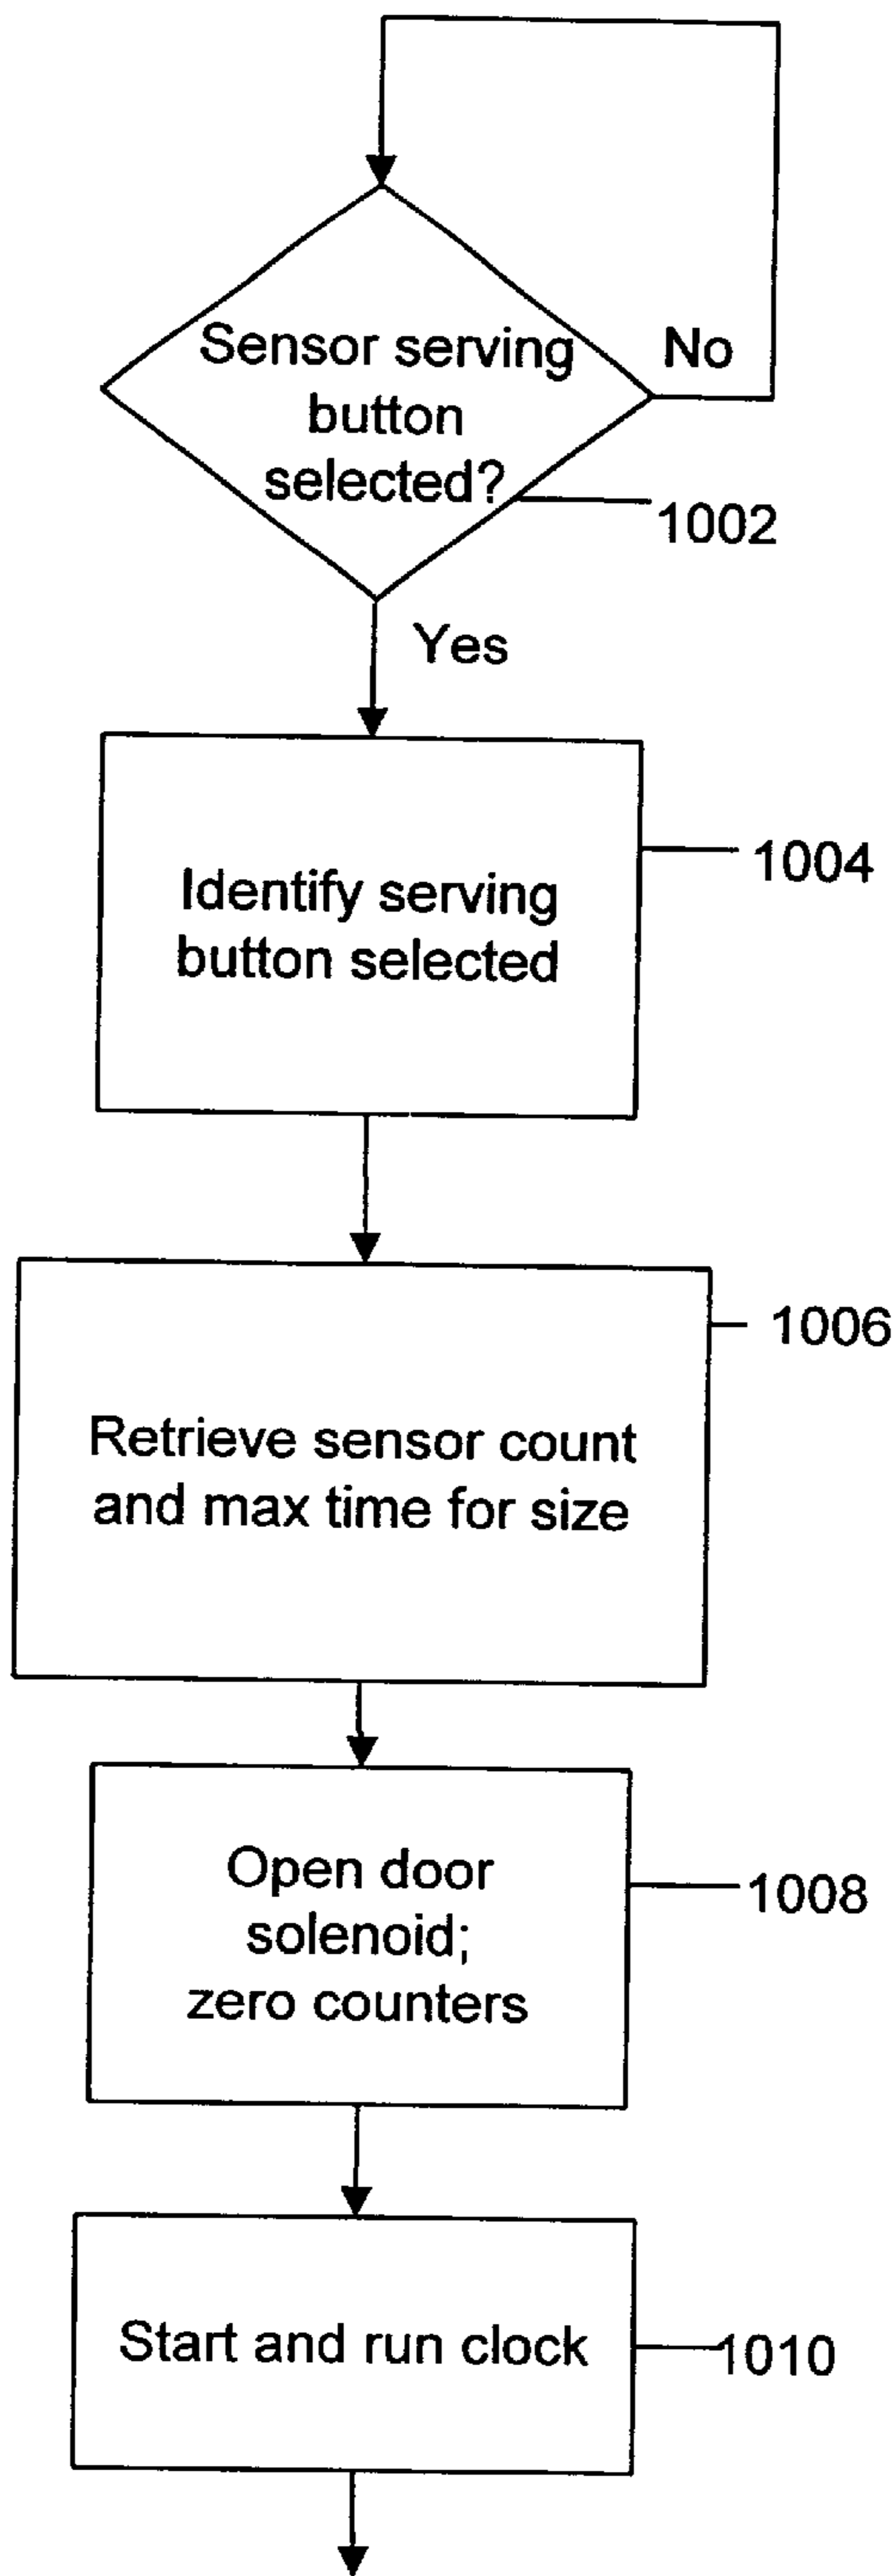 Sensor serving
button
selected?
No
1002
Yes
Identify serving
button selected
1004
Retrieve sensor count
and max time for size
1006
Open door
solenoid;
zero counters
1008
Start and run clock
1010